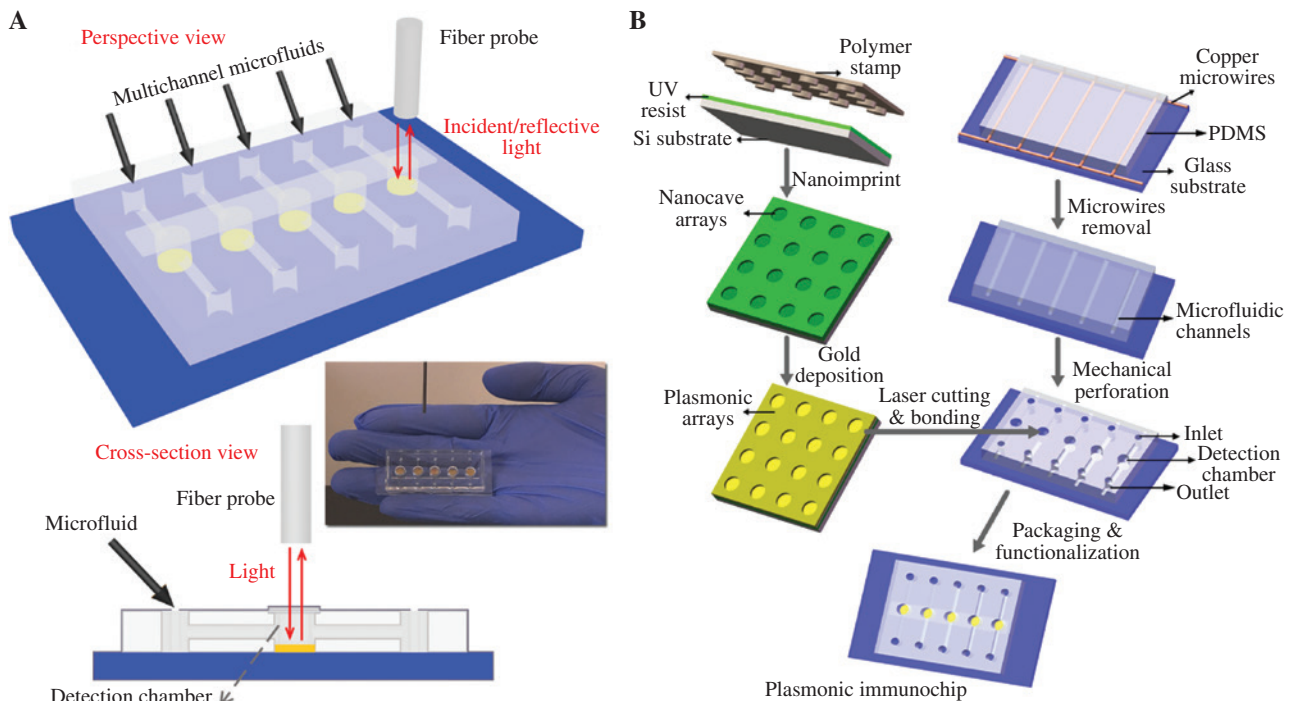 A
Perspective view
Fiber probe
Multichannel microfluids
Incident/reflective
light
Cross-section view
Fiber probe
Microfluid
Light
Detection chamber
B
Polymer
stamp
UV
resist
Si substrate
Nanoimprint
Nanocave
arrays
Gold
deposition
Plasmonic
arrays
Laser cutting
& bonding
Copper
microwires
PDMS
Glass
substrate
Microwires
removal
Microfluidic
channels
Mechanical
perforation
Inlet
Detection
chamber
Outlet
Packaging &
functionalization
Plasmonic immunochip